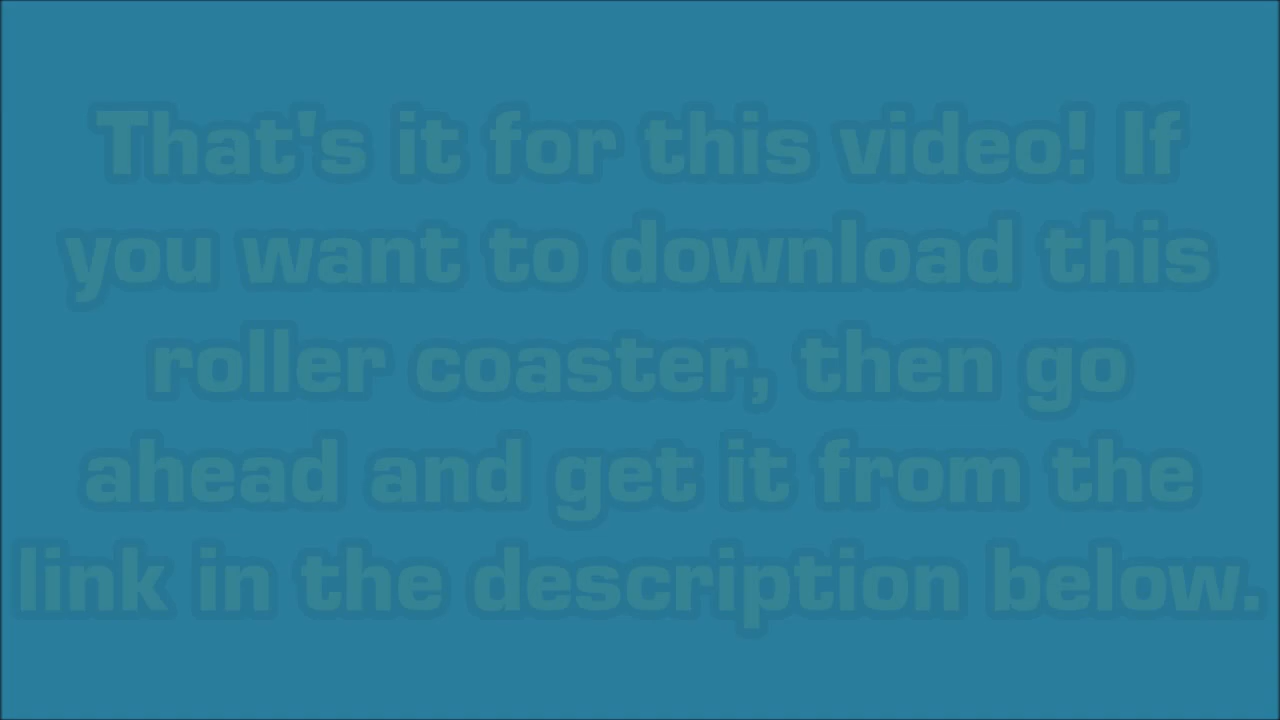 That's it for this video! If
you want to download this
roller coaster, then go
ahead and get it from the
link in the description below.